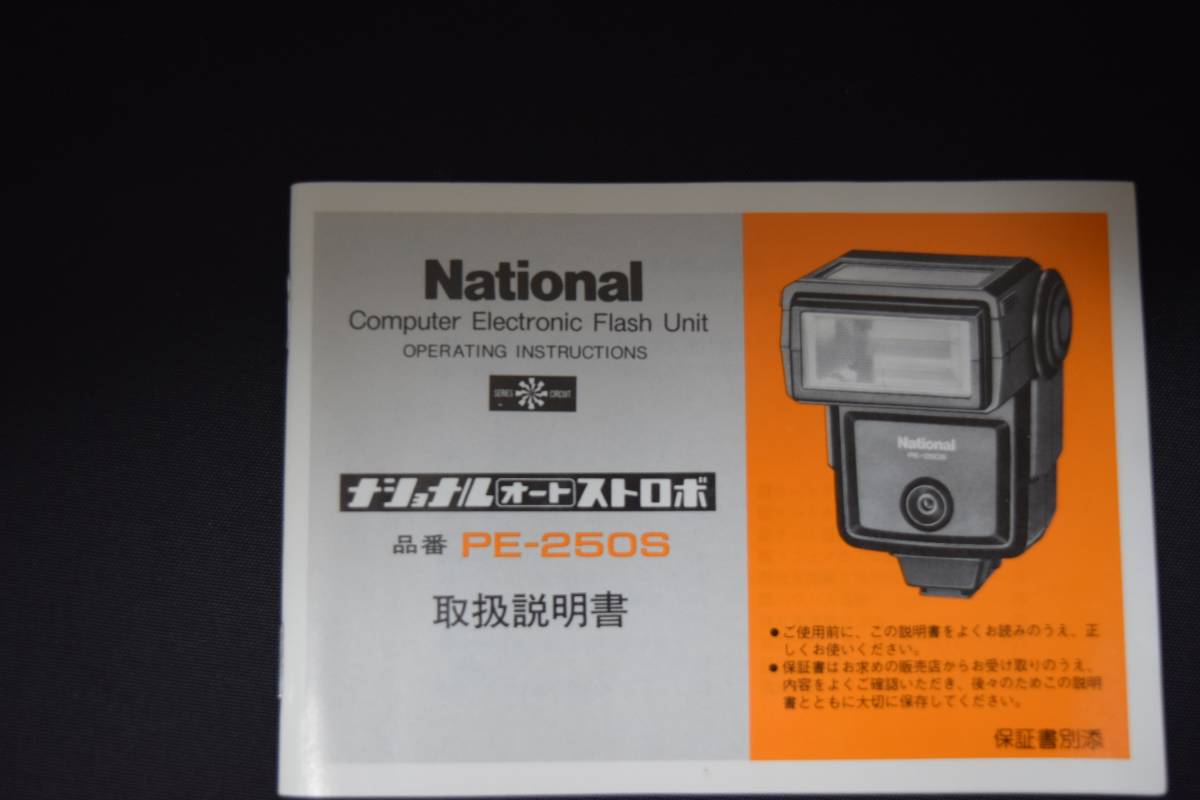 National
Computer Electronic Flash Unit
OPERATING INSTRUCTIONS
SERIES CIRCUIT
ナショナルオートストロボ
品番 PE-250S
取扱説明書
National
PE-250S
●ご使用前に、この説明書をよくお読みのうえ、正
しくお使いください。
●保証書はお求めの販売店からお受け取りのうえ、
内容をよくご確認いただき、後々のためこの説明
書とともに大切に保存してください。
保証書別添